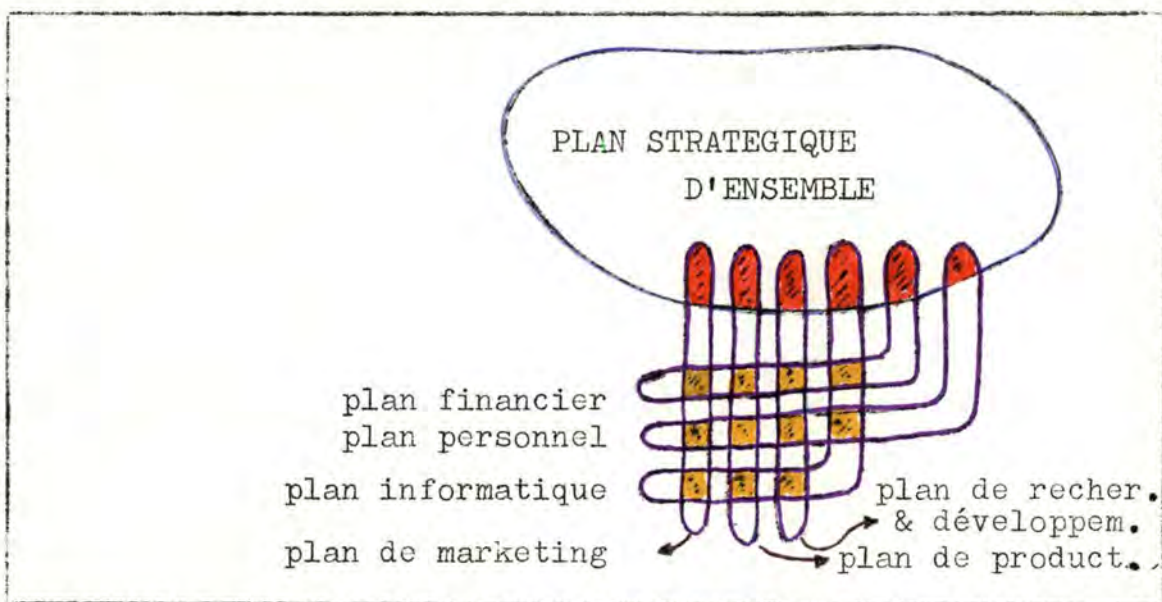 PLAN STRATEGIQUE
D'ENSEMBLE
plan financier
plan personnel
plan informatique
plan de marketing
plan de recher.
& développem.
plan de product.